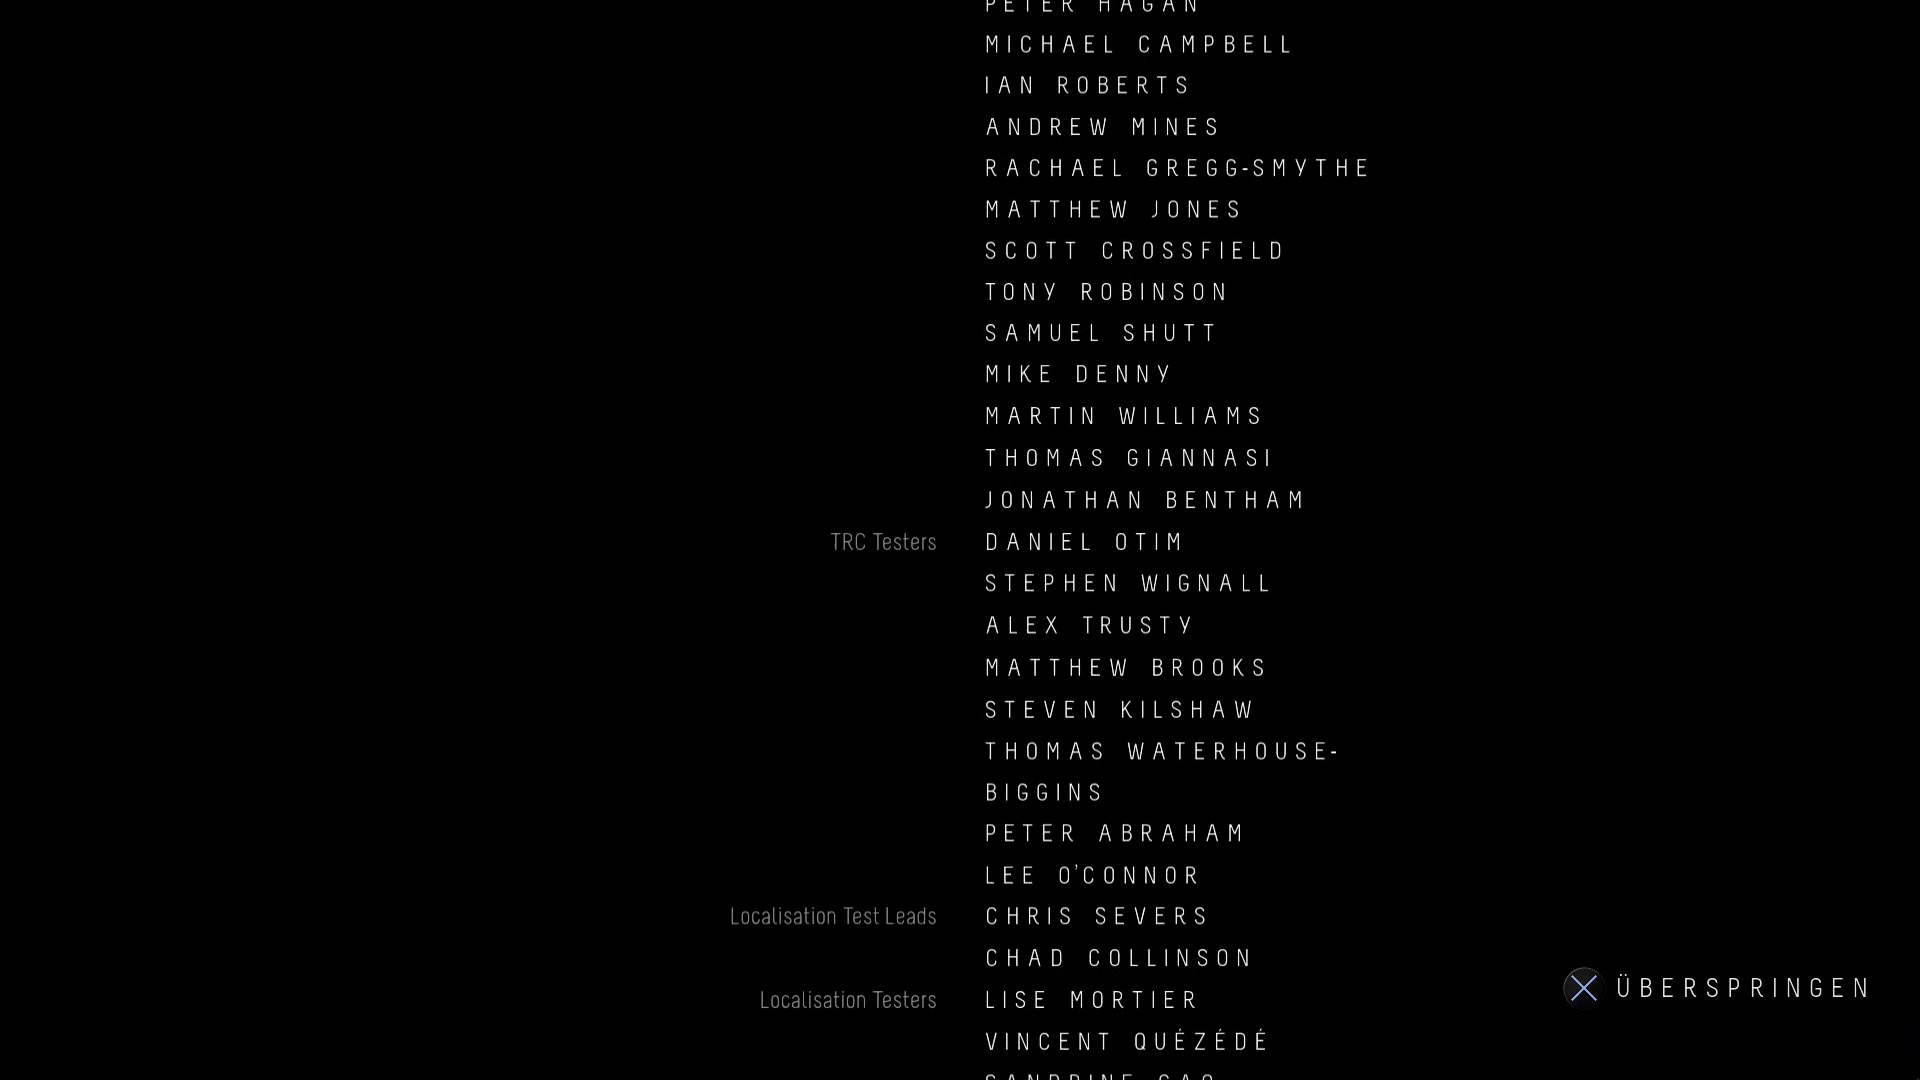 PETER HAGAN
MICHAEL CAMPBELL
IAN ROBERTS
ANDREW MINES
RACHAEL GREGG-SMYTHE
MATTHEW JONES
SCOTT CROSSFIELD
TONY ROBINSON
SAMUEL SHUTT
MIKE DENNY
MARTIN WILLIAMS
THOMAS GIANNASI
JONATHAN BENTHAM
TRC Testers DANIEL OTIM
STEPHEN WIGNALL
ALEX TRUSTY
MATTHEW BROOKS
STEVEN KILSHAW
THOMAS WATERHOUSE-
BIGGINS
PETER ABRAHAM
LEE O'CONNOR
Localisation Test Leads CHRIS SEVERS
CHAD COLLINSON
Localisation Testers LISE MORTIER
ÜBERSPRINGEN
VINCENT QUÉZÉDÉ